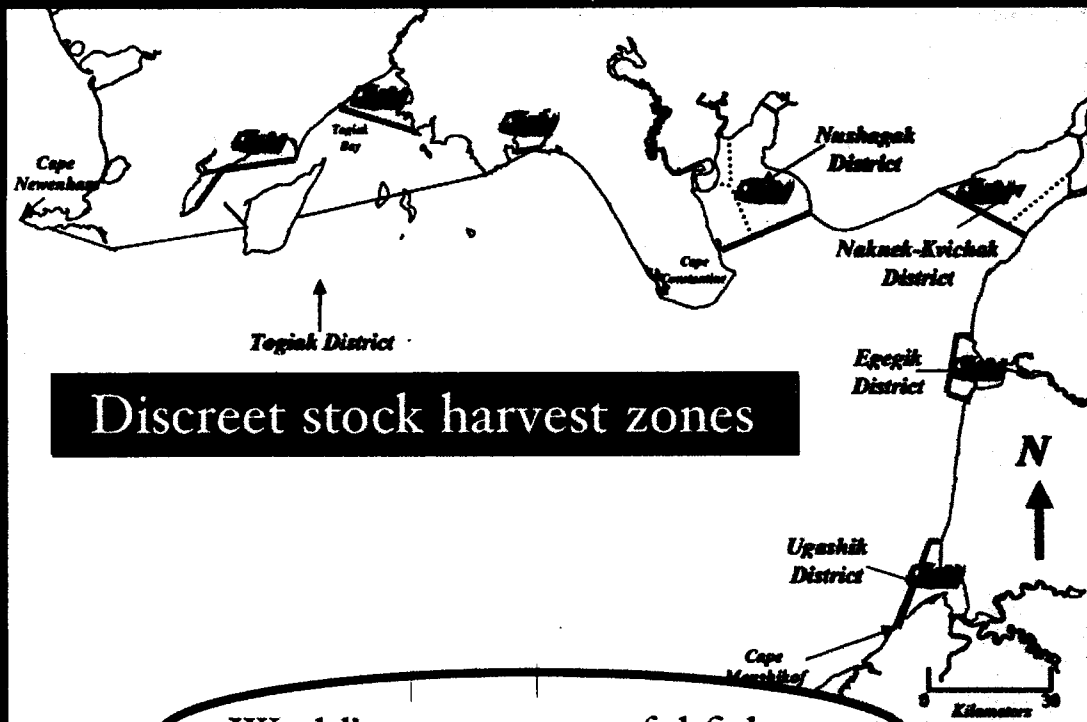 Cape
Newenham
Togiak
Bay
Nushagak
District
Naknek-Kvichak
District
Cape
Constantine
Togiak District
Egegik
District
Discreet stock harvest zones
N
Ugashik
District
Cape
Menshikof
0 30
Kilometers